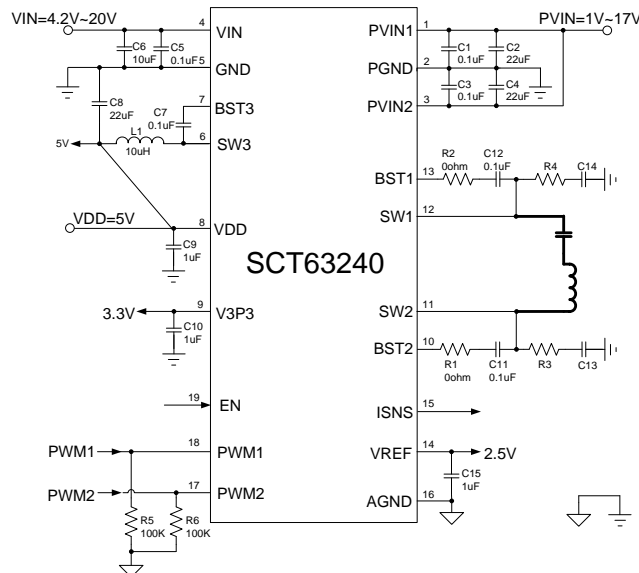 VIN=4.2V~20V
4
VIN
C6
10uF
C5
0.1uF
5
GND
C8
22uF
7
BST3
C7
0.1uF
5V
L1
10uH
6
SW3
VDD=5V
8
VDD
C9
1uF
SCT63240
3.3V
9
V3P3
C10
1uF
19
EN
PWM1
18
PWM1
PWM2
17
PWM2
R5
100K
R6
100K
PVIN1
1
PVIN=1V~17V
C1
0.1uF
C2
22uF
PGND
2
C3
0.1uF
C4
22uF
PVIN2
3
BST1
13
R2
0ohm
C12
0.1uF
R4
C14
SW1
12
SW2
11
BST2
10
R1
0ohm
C11
0.1uF
R3
C13
ISNS
15
VREF
14
2.5V
C15
1uF
AGND
16